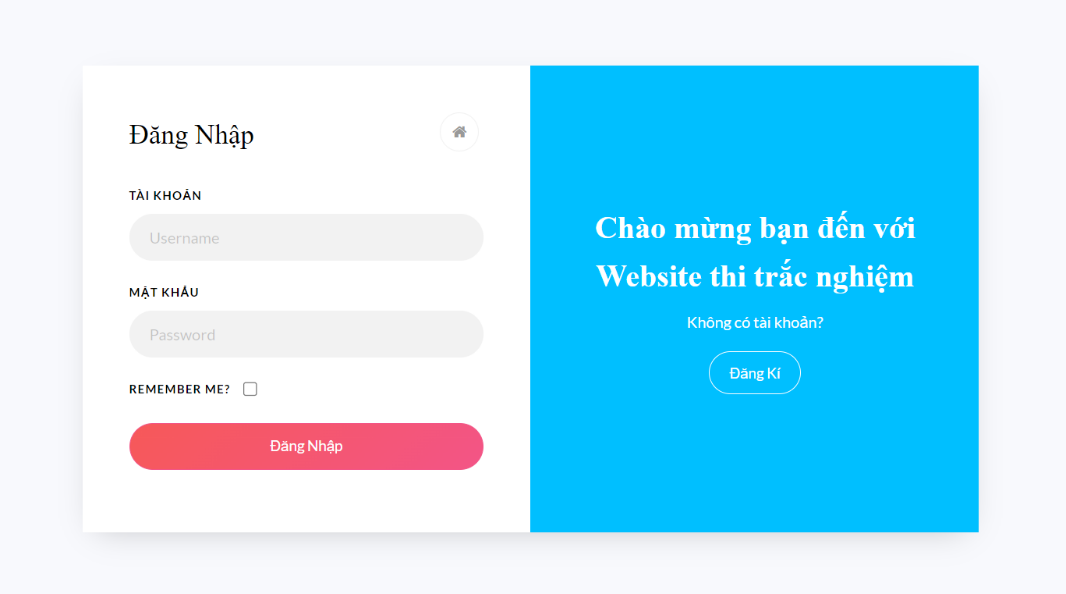 Đăng Nhập
TÀI KHOẢN
Username
MẬT KHẨU
Password
REMEMBER ME?
Đăng Nhập
Chào mừng bạn đến với
Website thi trắc nghiệm
Không có tài khoản?
Đăng Kí